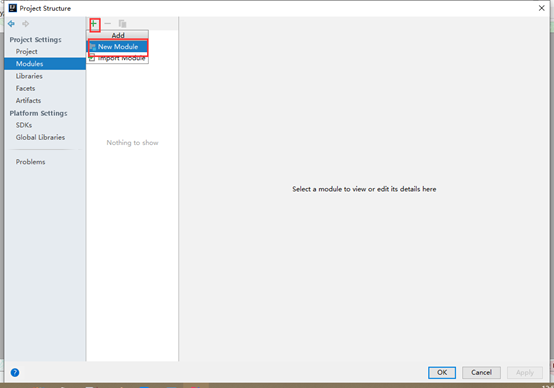 Project Structure
Project Settings
Project
Modules
Libraries
Facets
Artifacts
Platform Settings
SDKs
Global Libraries
Problems
Add
New Module
Import Module
Nothing to show
Select a module to view or edit its details here
?
OK
Cancel
Apply